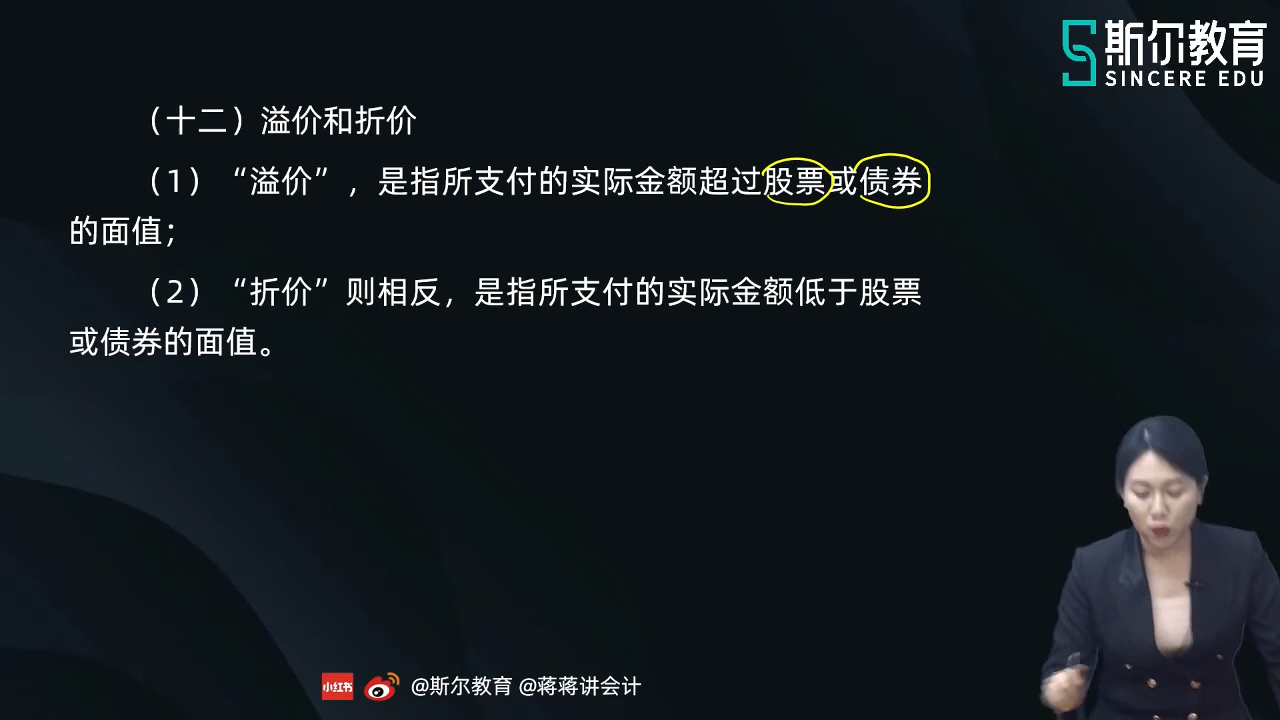 斯尔教育
SINCERE EDU
（十二）溢价和折价
（1）“溢价”，是指所支付的实际金额超过股票或债券
的面值；
（2）“折价”则相反，是指所支付的实际金额低于股票
或债券的面值。
小红书 @斯尔教育 @蒋蒋讲会计